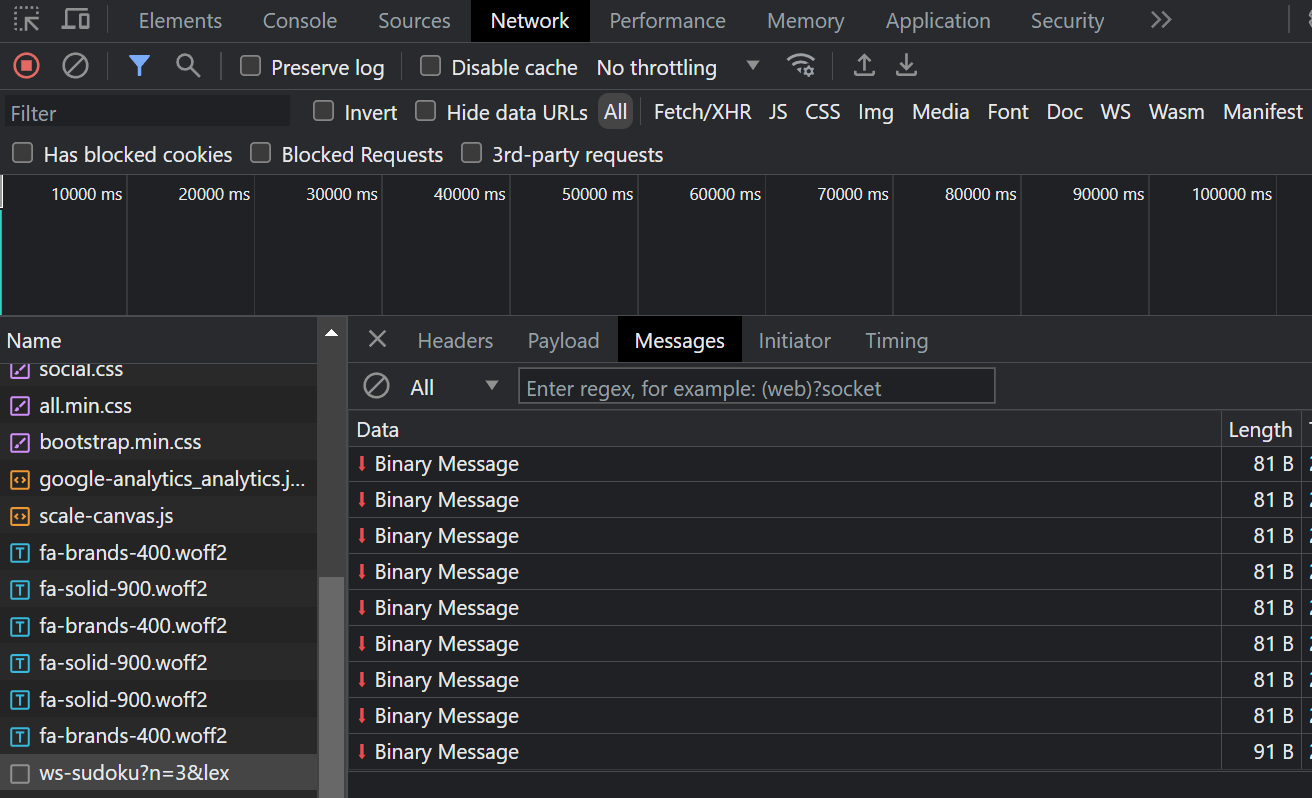 Elements Console Sources Network Performance Memory Application Security
Preserve log Disable cache No throttling
Filter Invert Hide data URLs All Fetch/XHR JS CSS Img Media Font Doc WS Wasm Manifest
Has blocked cookies Blocked Requests 3rd-party requests
10000 ms 20000 ms 30000 ms 40000 ms 50000 ms 60000 ms 70000 ms 80000 ms 90000 ms 100000 ms
Name
social.css
all.min.css
bootstrap.min.css
google-analytics_analytics.j...
scale-canvas.js
fa-brands-400.woff2
fa-solid-900.woff2
fa-brands-400.woff2
fa-solid-900.woff2
fa-solid-900.woff2
fa-brands-400.woff2
ws-sudoku?n=3&lex
Headers Payload Messages Initiator Timing
All Enter regex, for example: (web)?socket
Data Length
Binary Message 81 B
Binary Message 81 B
Binary Message 81 B
Binary Message 81 B
Binary Message 81 B
Binary Message 81 B
Binary Message 81 B
Binary Message 81 B
Binary Message 91 B